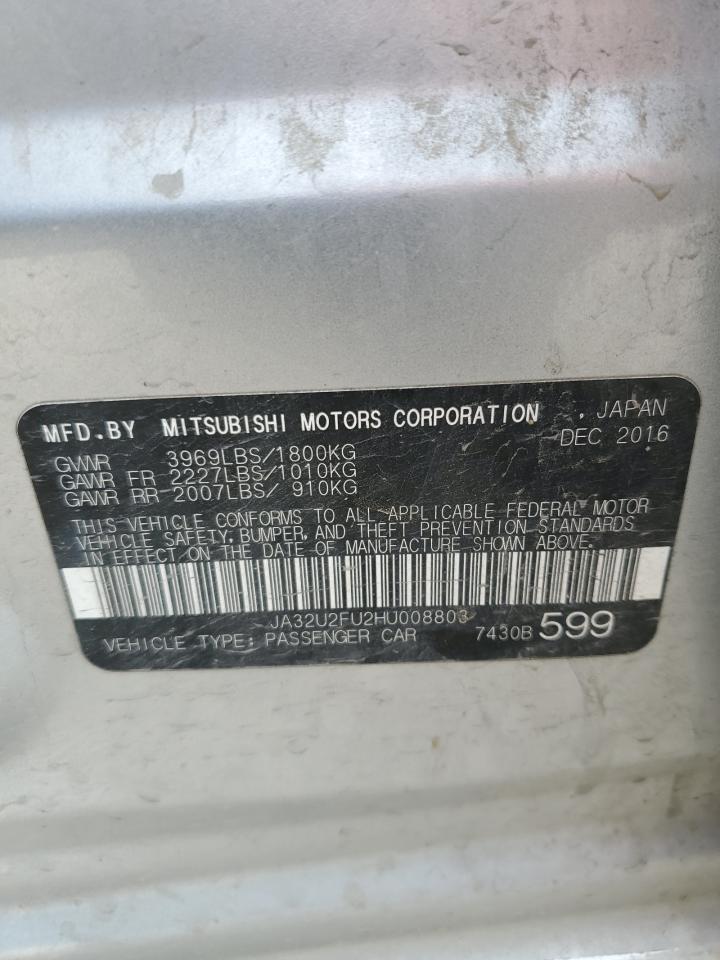 MFD.BY MITSUBISHI MOTORS CORPORATION , JAPAN
DEC 2016
GVWR 3969LBS/1800KG
GAWR FR 2227LBS/1010KG
GAWR RR 2007LBS/ 910KG
THIS VEHICLE CONFORMS TO ALL APPLICABLE FEDERAL MOTOR
VEHICLE SAFETY, BUMPER, AND THEFT PREVENTION STANDARDS
IN EFFECT ON THE DATE OF MANUFACTURE SHOWN ABOVE.
JA32U2FU2HU008803
VEHICLE TYPE: PASSENGER CAR 7430B 599